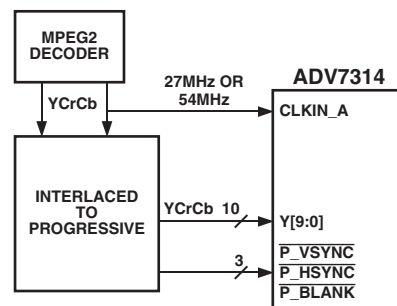 MPEG2
DECODER
YCrCb
27MHz OR
54MHz
ADV7314
CLKIN_A
INTERLACED
TO
PROGRESSIVE
YCrCb 10
Y[9:0]
3
P_VSYNC
P_HSYNC
P_BLANK